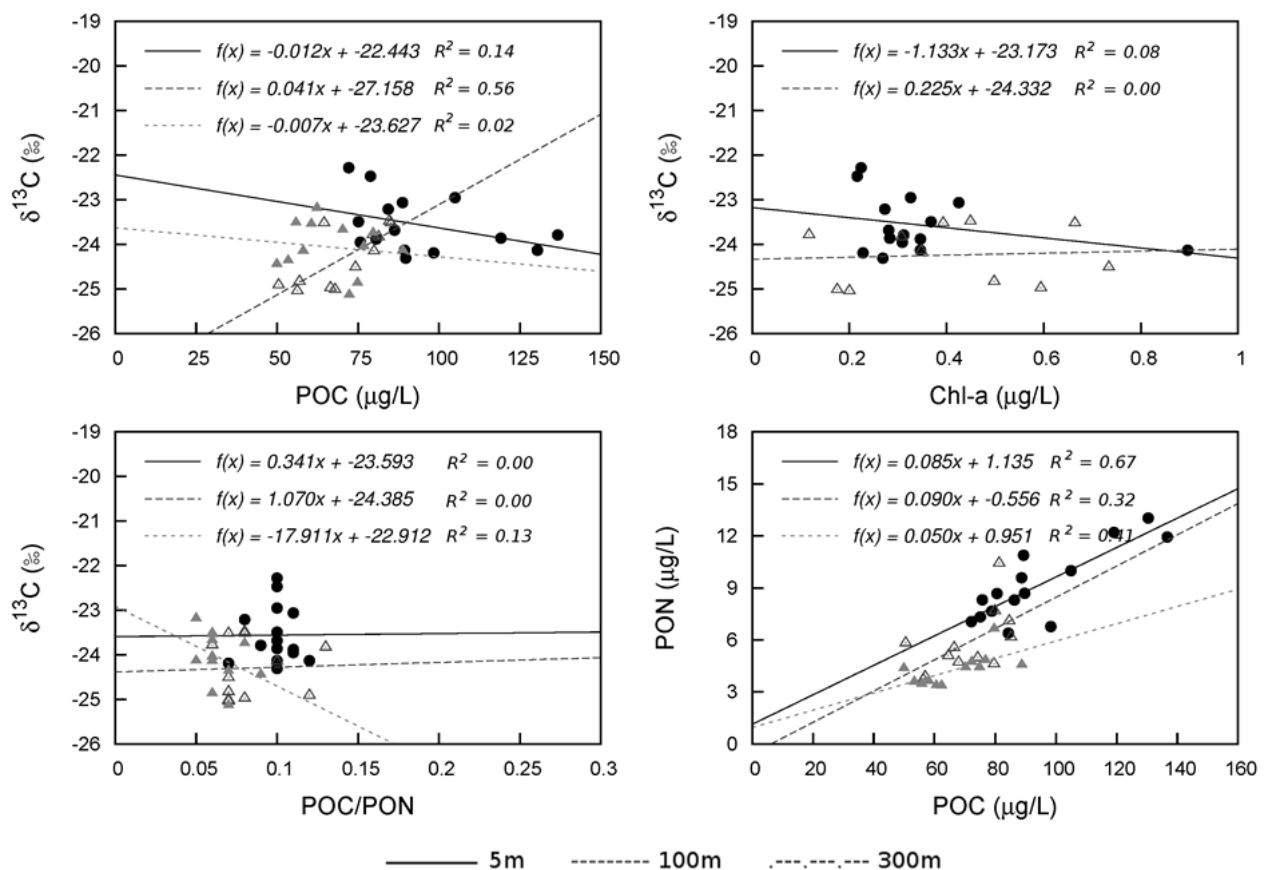 -19
-20
-21
-22
-23
-24
-25
-26
δ¹³C (‰)
f(x) = -0.012x + -22.443 R² = 0.14
f(x) = 0.041x + -27.158 R² = 0.56
f(x) = -0.007x + -23.627 R² = 0.02
0 25 50 75 100 125 150
POC (μg/L)
-19
-20
-21
-22
-23
-24
-25
-26
δ¹³C (‰)
f(x) = -1.133x + -23.173 R² = 0.08
f(x) = 0.225x + -24.332 R² = 0.00
0 0.2 0.4 0.6 0.8 1
Chl-a (μg/L)
-19
-20
-21
-22
-23
-24
-25
-26
δ¹³C (‰)
f(x) = 0.341x + -23.593 R² = 0.00
f(x) = 1.070x + -24.385 R² = 0.00
f(x) = -17.911x + -22.912 R² = 0.13
0 0.05 0.1 0.15 0.2 0.25 0.3
POC/PON
18
15
12
9
6
3
0
PON (μg/L)
f(x) = 0.085x + 1.135 R² = 0.67
f(x) = 0.090x + -0.556 R² = 0.32
f(x) = 0.050x + 0.951 R² = 0.41
0 20 40 60 80 100 120 140 160
POC (μg/L)
5m 100m 300m